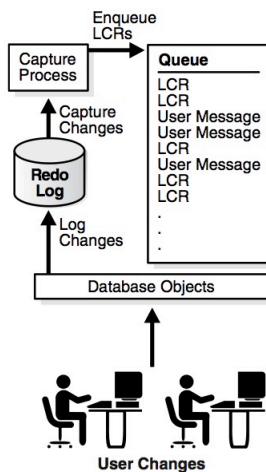 Enqueue
LCRs
Capture
Process
Queue
LCR
LCR
User Message
User Message
LCR
User Message
LCR
LCR
.
.
.
Capture
Changes
Redo
Log
Log
Changes
Database Objects
User Changes